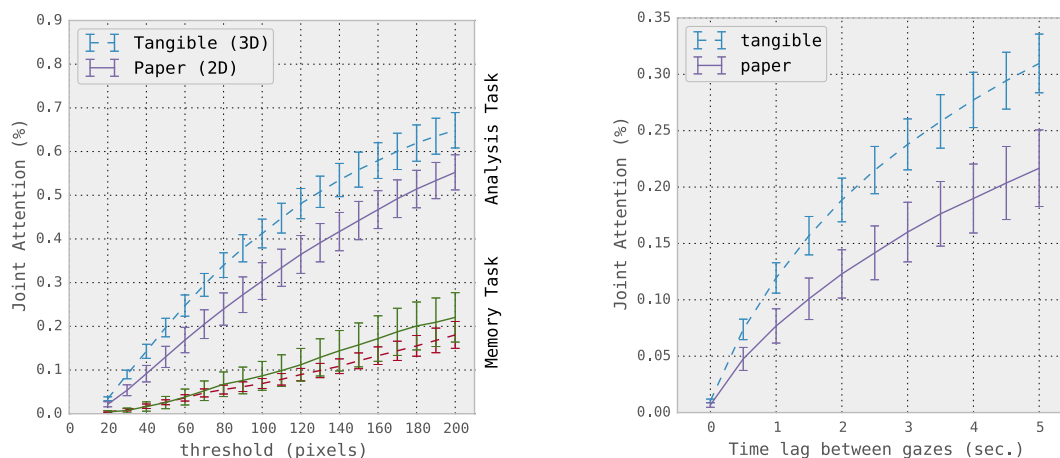 0.9
0.8
0.7
0.6
0.5
0.4
0.3
0.2
0.1
0.0
Joint Attention (%)
Tangible (3D)
Paper (2D)
Analysis Task
Memory Task
0 20 40 60 80 100 120 140 160 180 200
threshold (pixels)
0.35
0.30
0.25
0.20
0.15
0.10
0.05
0.00
Joint Attention (%)
tangible
paper
0 1 2 3 4 5
Time lag between gazes (sec.)